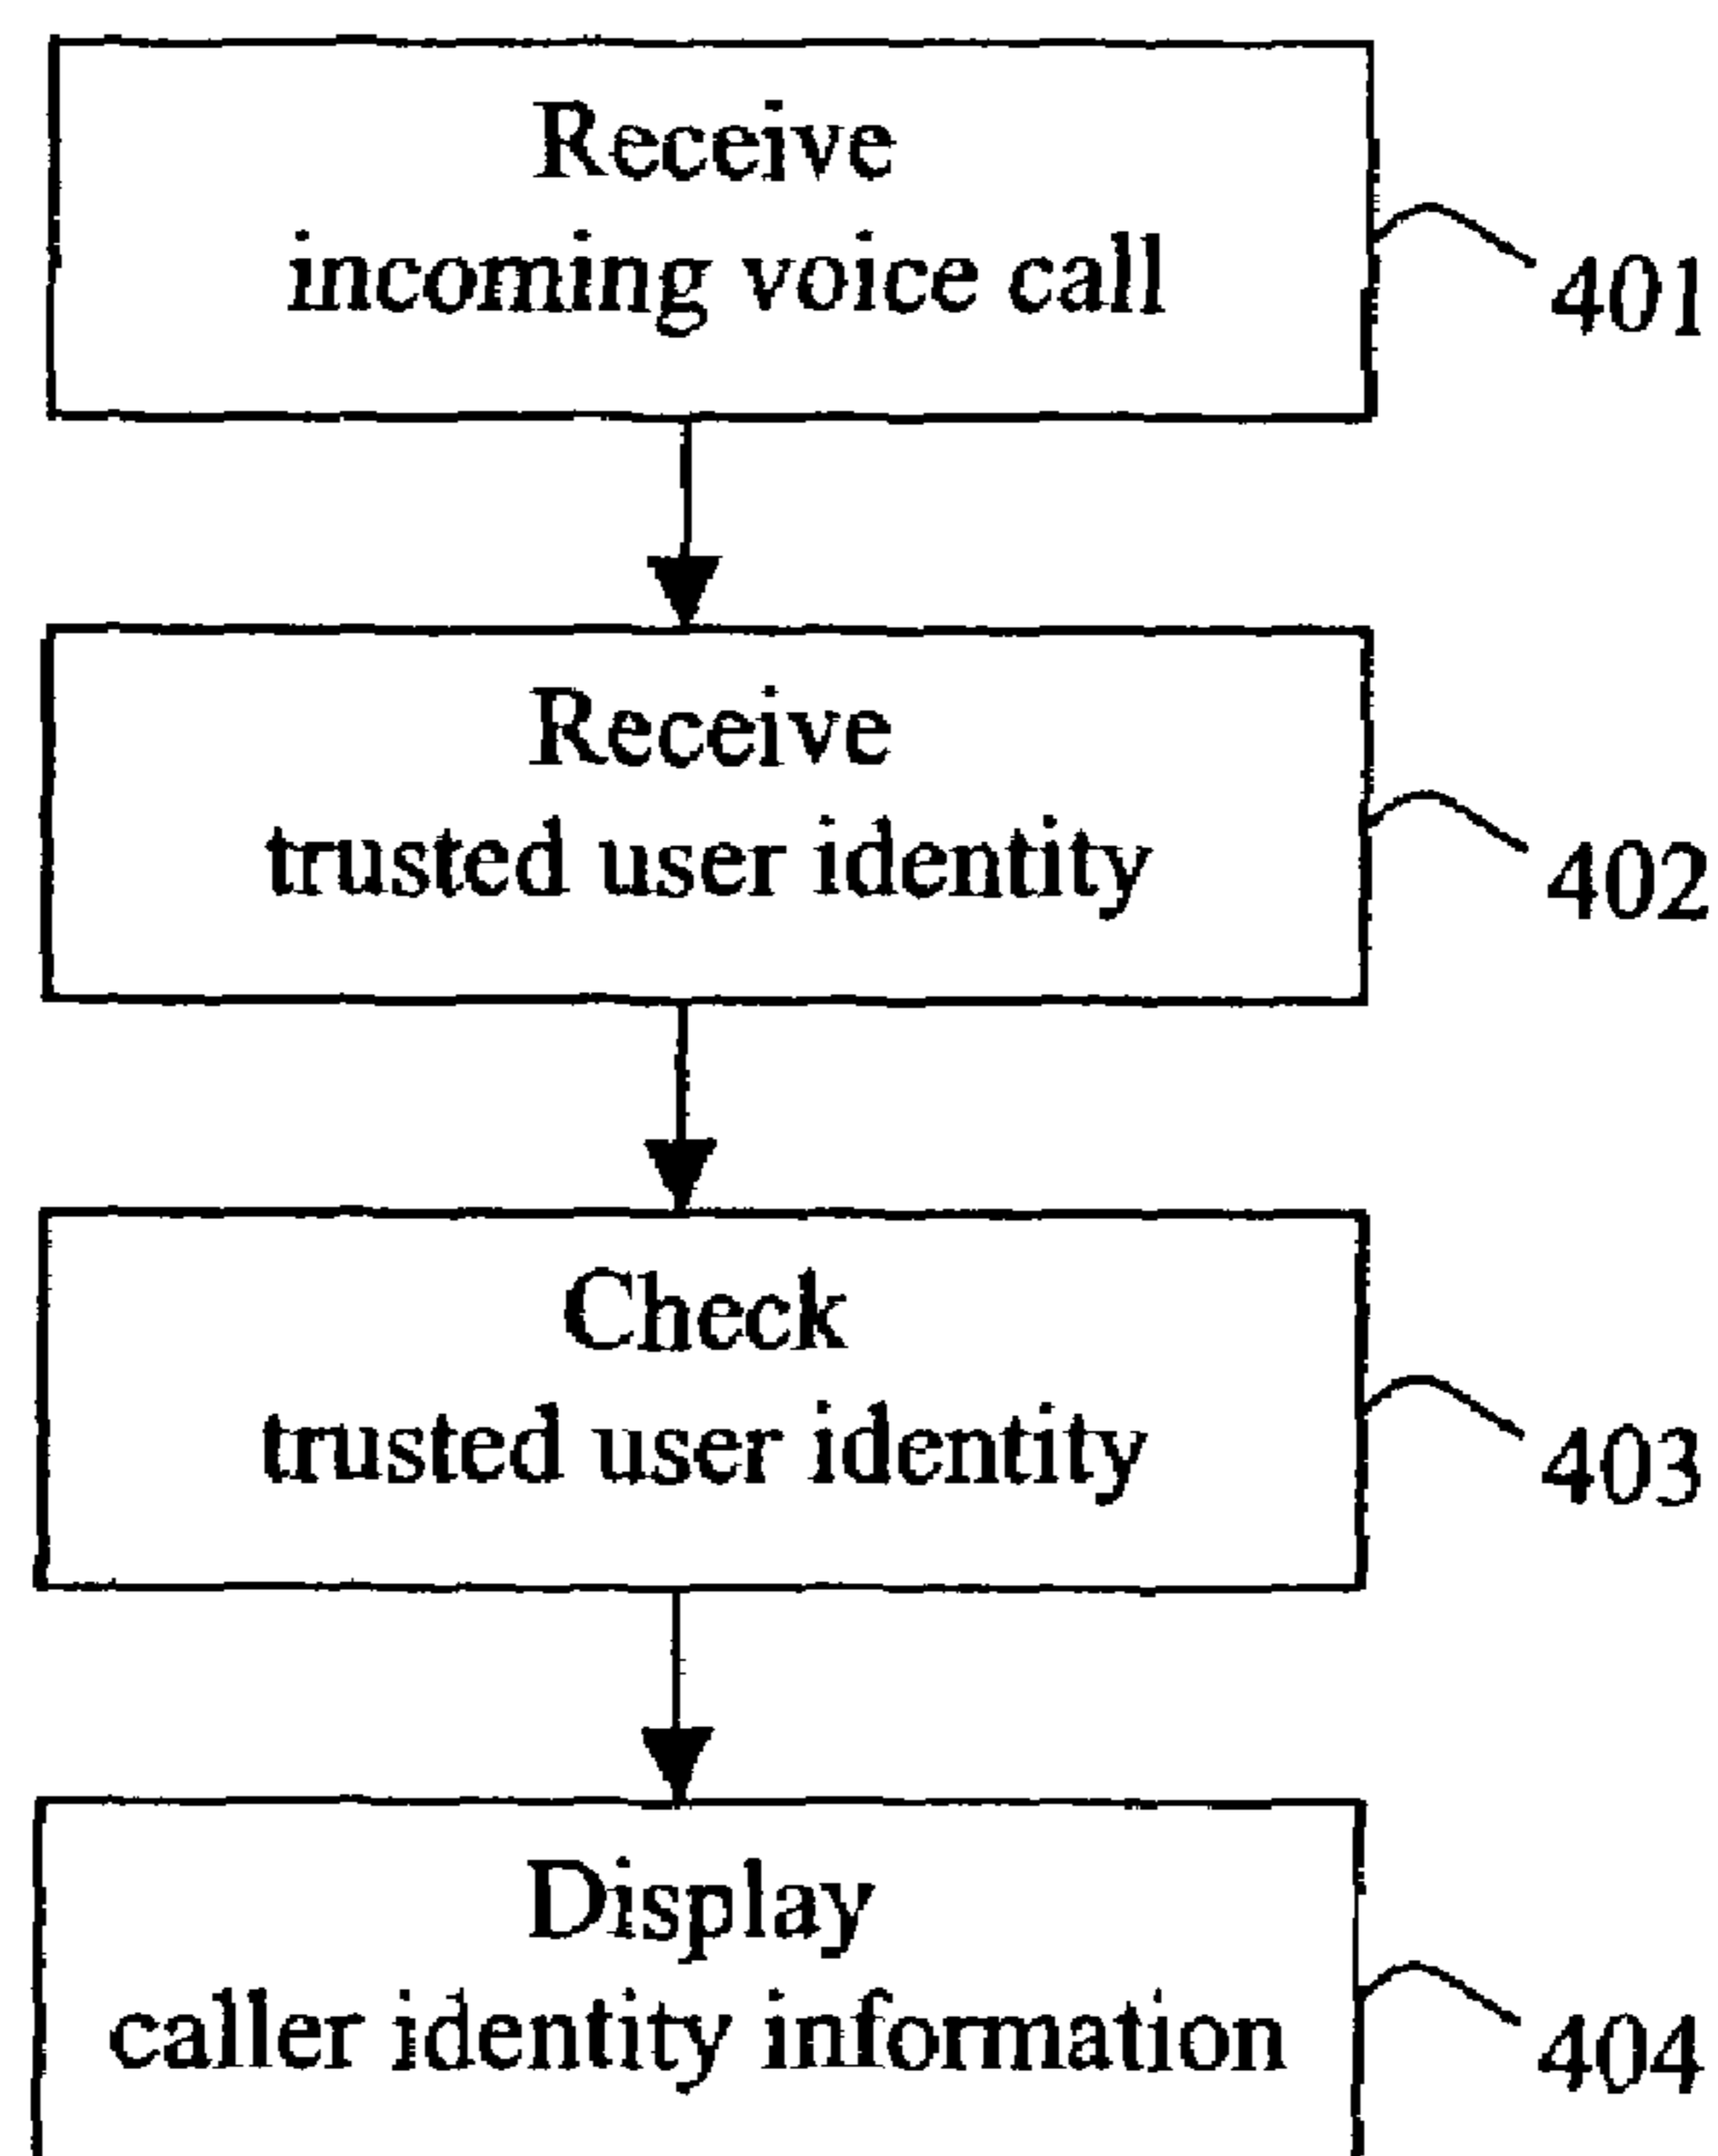 Receive
incoming voice call
401
Receive
trusted user identity
402
Check
trusted user identity
403
Display
caller identity information
404